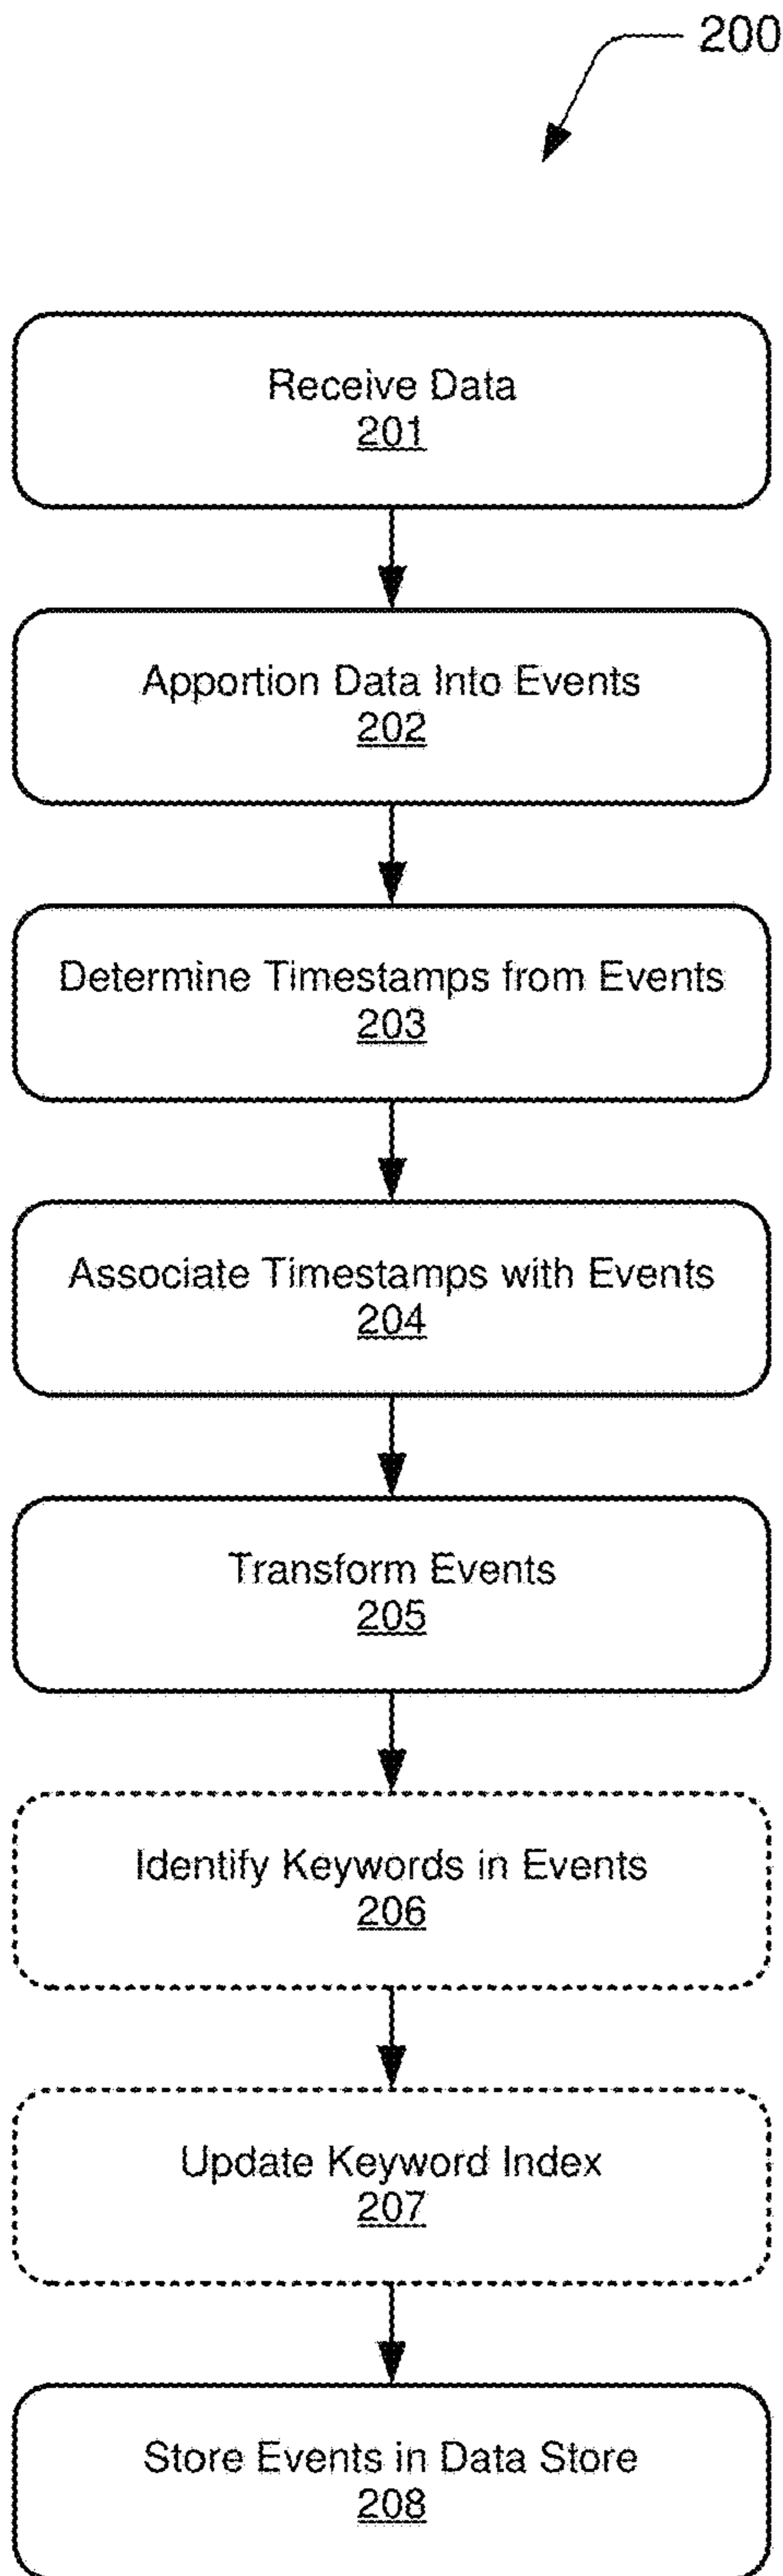 200
Receive Data
201
Apportion Data Into Events
202
Determine Timestamps from Events
203
Associate Timestamps with Events
204
Transform Events
205
Identify Keywords in Events
206
Update Keyword Index
207
Store Events in Data Store
208